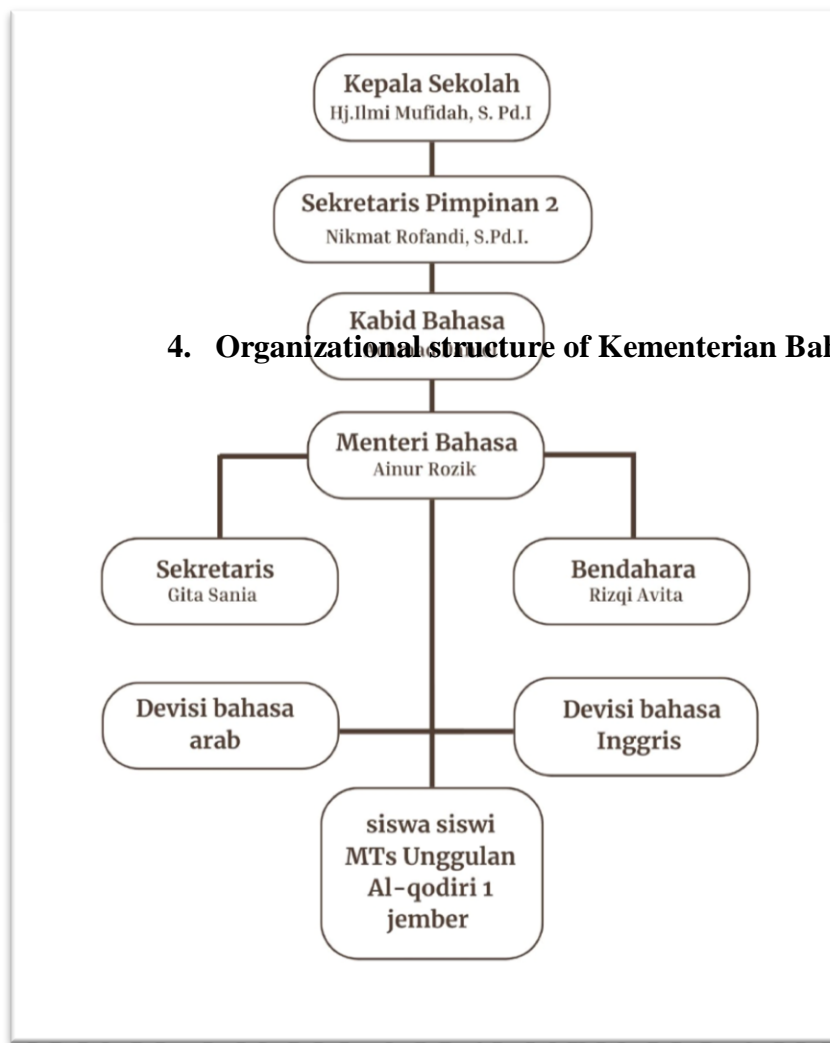 Kepala Sekolah
Hj.Ilmi Mufidah, S. Pd.I
Sekretaris Pimpinan 2
Nikmat Rofandi, S.Pd.I.
Kabid Bahasa
4. Organizational structure of Kementerian
Menteri Bahasa
Ainur Rozik
Sekretaris
Gita Sania
Bendahara
Rizqi Avita
Devisi bahasa
arab
Devisi bahasa
Inggris
siswa siswi
MTs Unggulan
Al-qodiri 1
jember